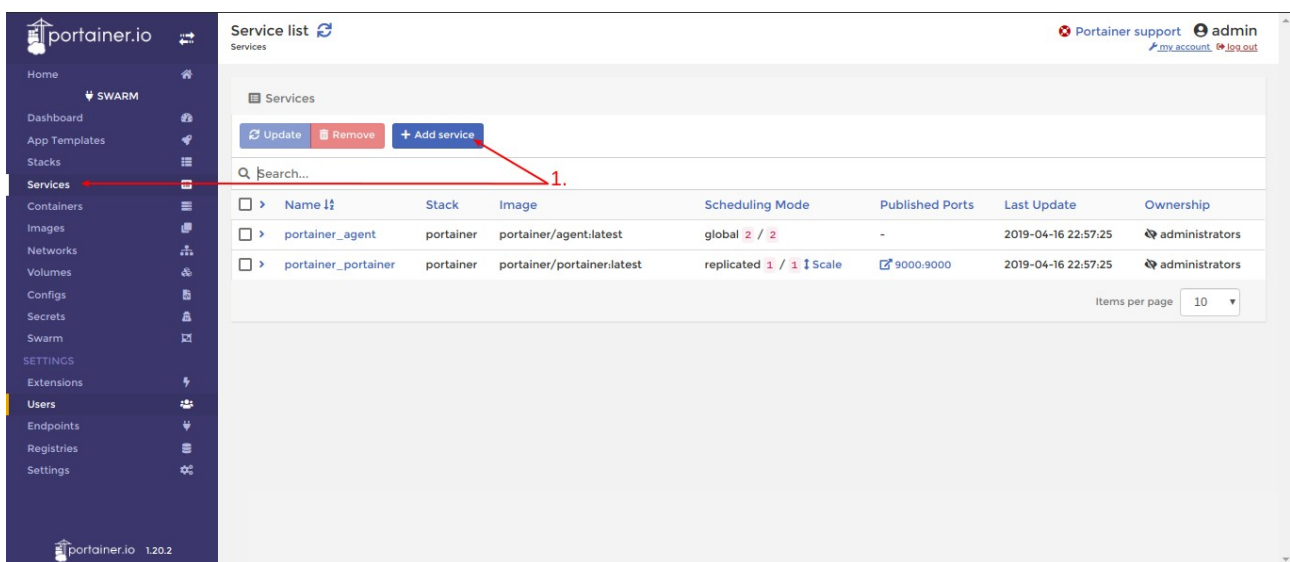 portainer.io
Service list
Services
Portainer support admin
my account log out
Home
SWARM
Dashboard
App Templates
Stacks
Services
Containers
Images
Networks
Volumes
Configs
Secrets
Swarm
SETTINGS
Extensions
Users
Endpoints
Registries
Settings
portainer.io 1.20.2
Services
Update Remove + Add service
Search...
1.
Name Stack Image Scheduling Mode Published Ports Last Update Ownership
portainer_agent portainer portainer/agent:latest global 2 / 2 - 2019-04-16 22:57:25 administrators
portainer_portainer portainer portainer/portainer:latest replicated 1 / 1 Scale 9000:9000 2019-04-16 22:57:25 administrators
Items per page 10